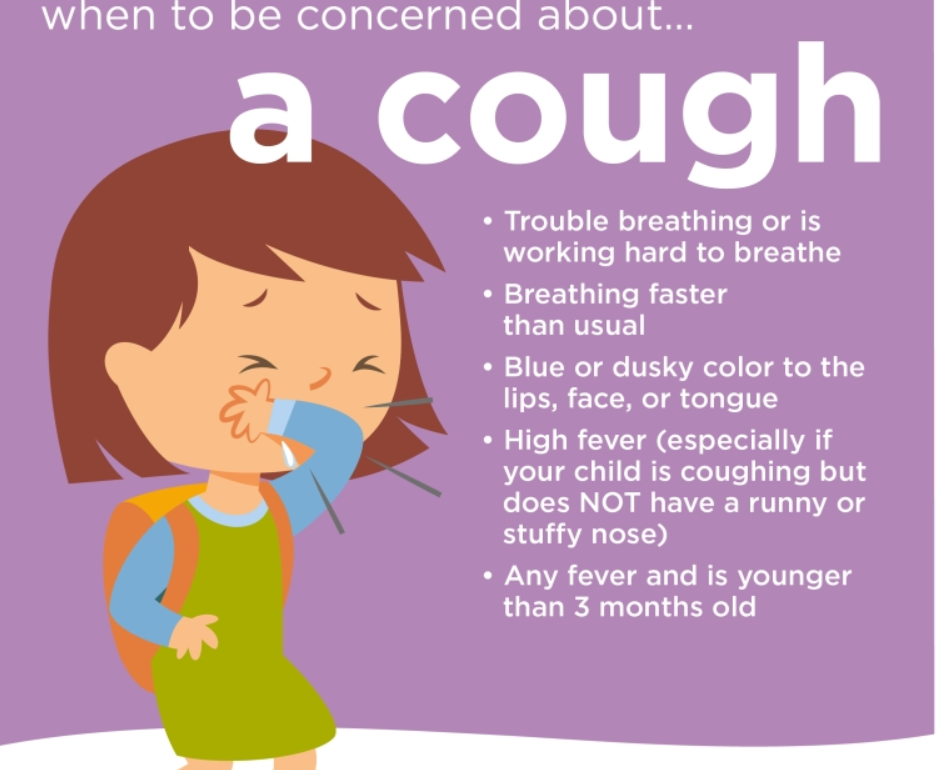 when to be concerned about...
a cough
• Trouble breathing or is
working hard to breathe
• Breathing faster
than usual
• Blue or dusky color to the
lips, face, or tongue
• High fever (especially if
your child is coughing but
does NOT have a runny or
stuffy nose)
• Any fever and is younger
than 3 months old